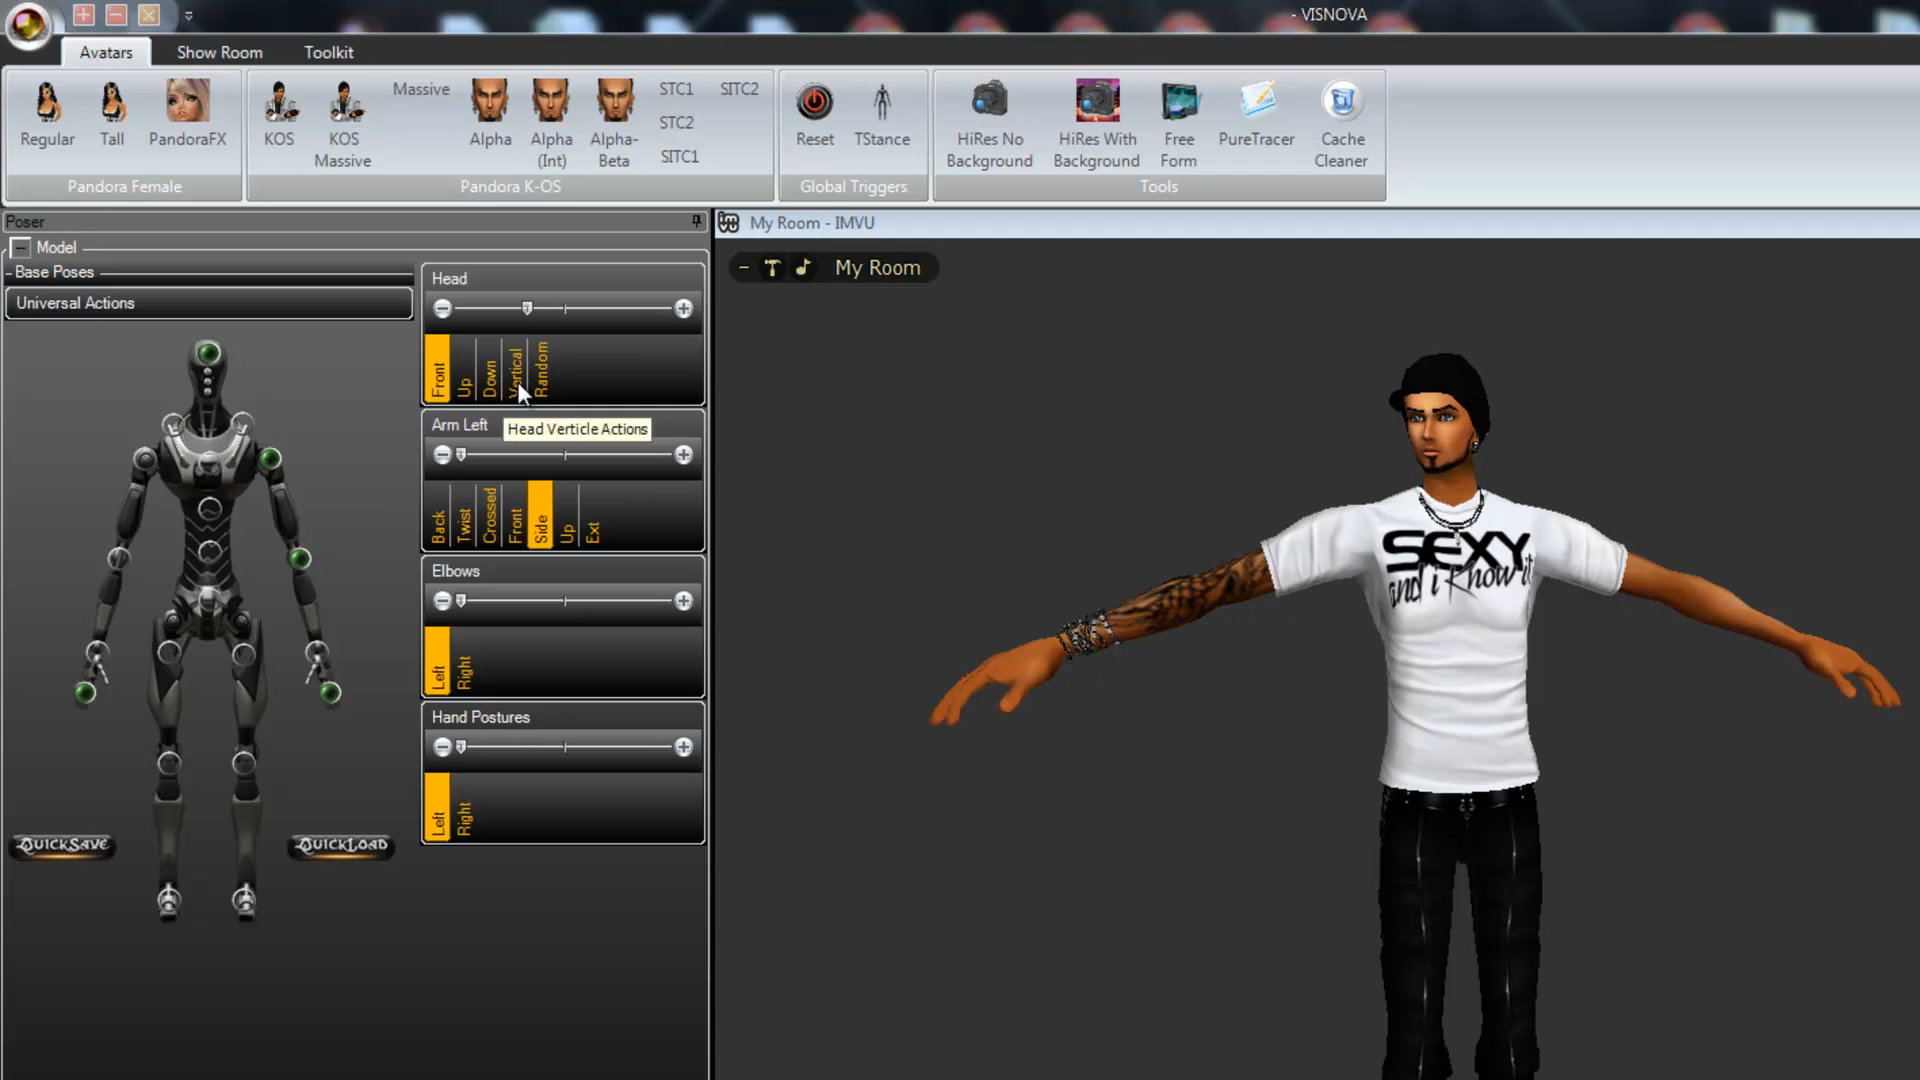 - VISNOVA
Avatars
Show Room
Toolkit
Regular
Tall
PandoraFX
Pandora Female
KOS
KOS Massive
Massive
Alpha
Alpha (Int)
Alpha-Beta
STC1
SITC2
STC2
SITC1
Pandora K-OS
Reset
TStance
Global Triggers
HiRes No Background
HiRes With Background
Free Form
PureTracer
Cache Cleaner
Tools
Poser
Model
Base Poses
Universal Actions
QUICKSAVE
QUICKLOAD
Head
Front
Up
Down
Vertical
Random
Head Verticle Actions
Arm Left
Back
Twist
Crossed
Front
Side
Up
Ext
Elbows
Left
Right
Hand Postures
Left
Right
My Room - IMVU
My Room
SEXY
and i know it